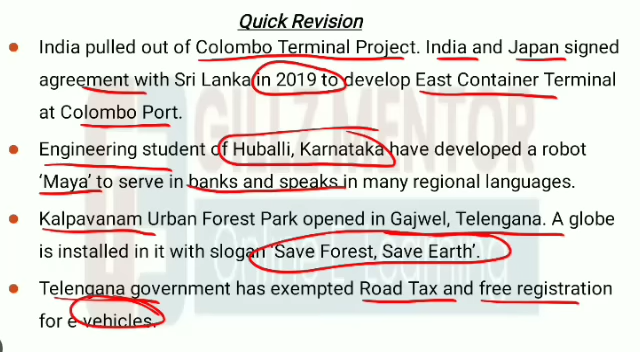 Quick Revision
• India pulled out of Colombo Terminal Project. India and Japan signed
agreement with Sri Lanka in 2019 to develop East Container Terminal
at Colombo Port.
• Engineering student of Huballi, Karnataka have developed a robot
‘Maya’ to serve in banks and speaks in many regional languages.
• Kalpavanam Urban Forest Park opened in Gajwel, Telengana. A globe
is installed in it with slogan ‘Save Forest, Save Earth’.
• Telengana government has exempted Road Tax and free registration
for e vehicles.
GILLZ MENTOR
Online Learning